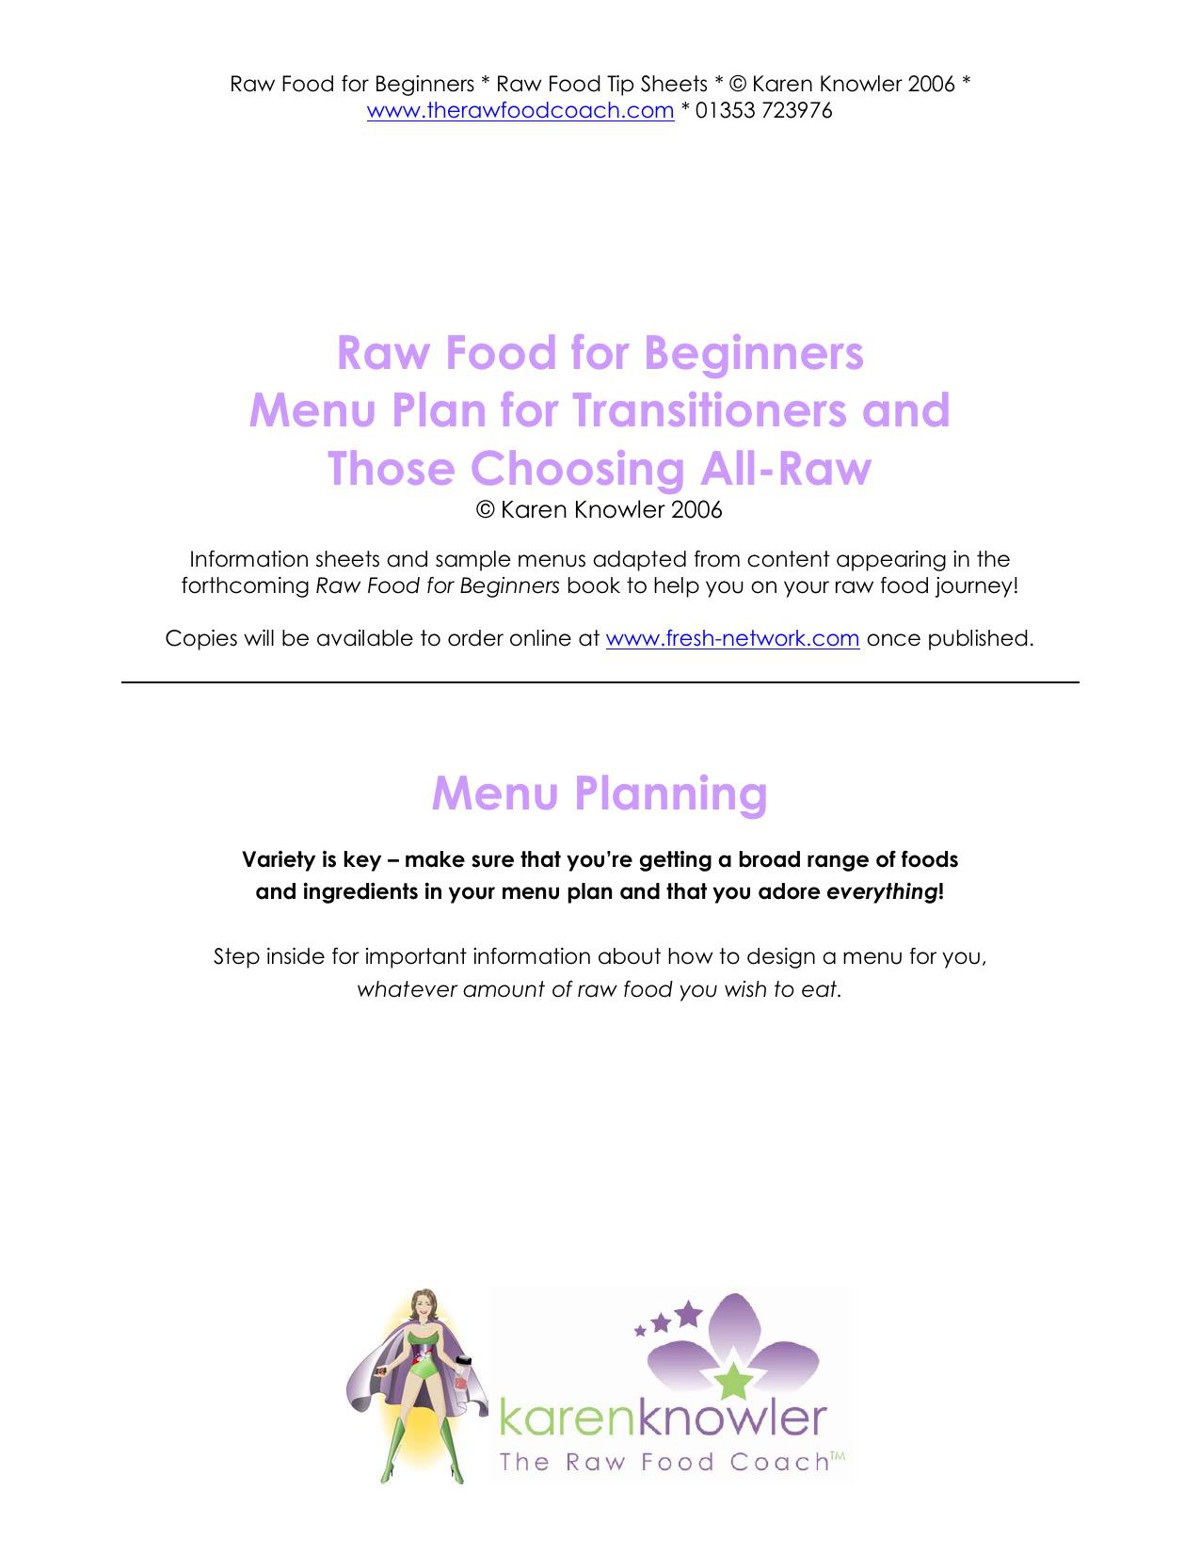 Raw Food for Beginners * Raw Food Tip Sheets * © Karen Knowler 2006 *
www.therawfoodcoach.com * 01353 723976
Raw Food for Beginners
Menu Plan for Transitioners and
Those Choosing All-Raw
© Karen Knowler 2006
Information sheets and sample menus adapted from content appearing in the
forthcoming Raw Food for Beginners book to help you on your raw food journey!
Copies will be available to order online at www.fresh-network.com once published.
Menu Planning
Variety is key – make sure that you're getting a broad range of foods
and ingredients in your menu plan and that you adore everything!
Step inside for important information about how to design a menu for you,
whatever amount of raw food you wish to eat.
karenknowler
The Raw Food Coach™